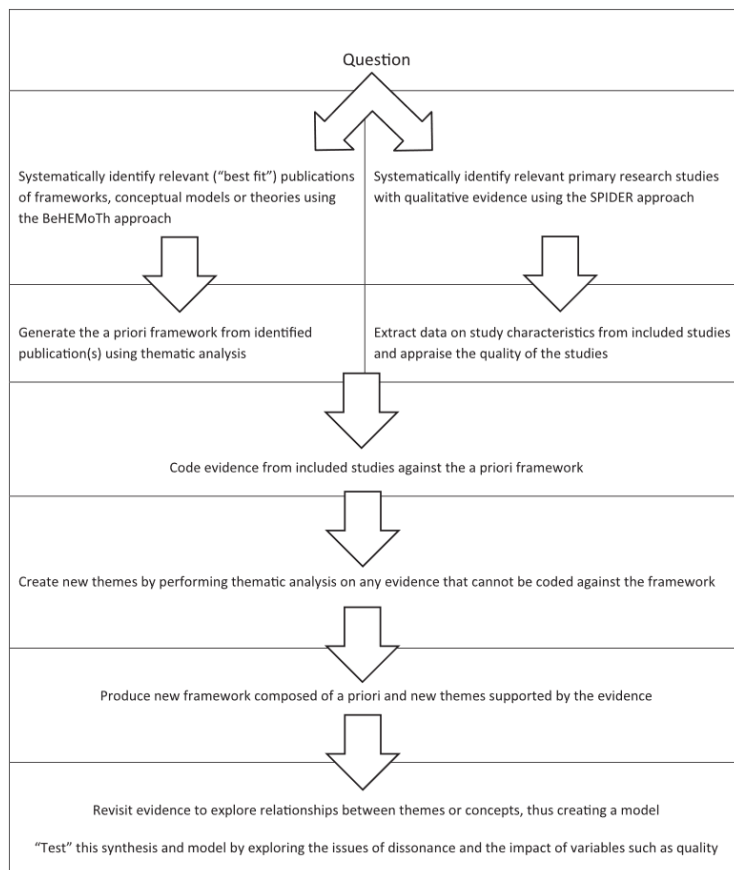 Question
Systematically identify relevant (“best fit”) publications
of frameworks, conceptual models or theories using
the BeHEMoTh approach
Systematically identify relevant primary research studies
with qualitative evidence using the SPIDER approach
Generate the a priori framework from identified
publication(s) using thematic analysis
Extract data on study characteristics from included studies
and appraise the quality of the studies
Code evidence from included studies against the a priori framework
Create new themes by performing thematic analysis on any evidence that cannot be coded against the framework
Produce new framework composed of a priori and new themes supported by the evidence
Revisit evidence to explore relationships between themes or concepts, thus creating a model
“Test” this synthesis and model by exploring the issues of dissonance and the impact of variables such as quality